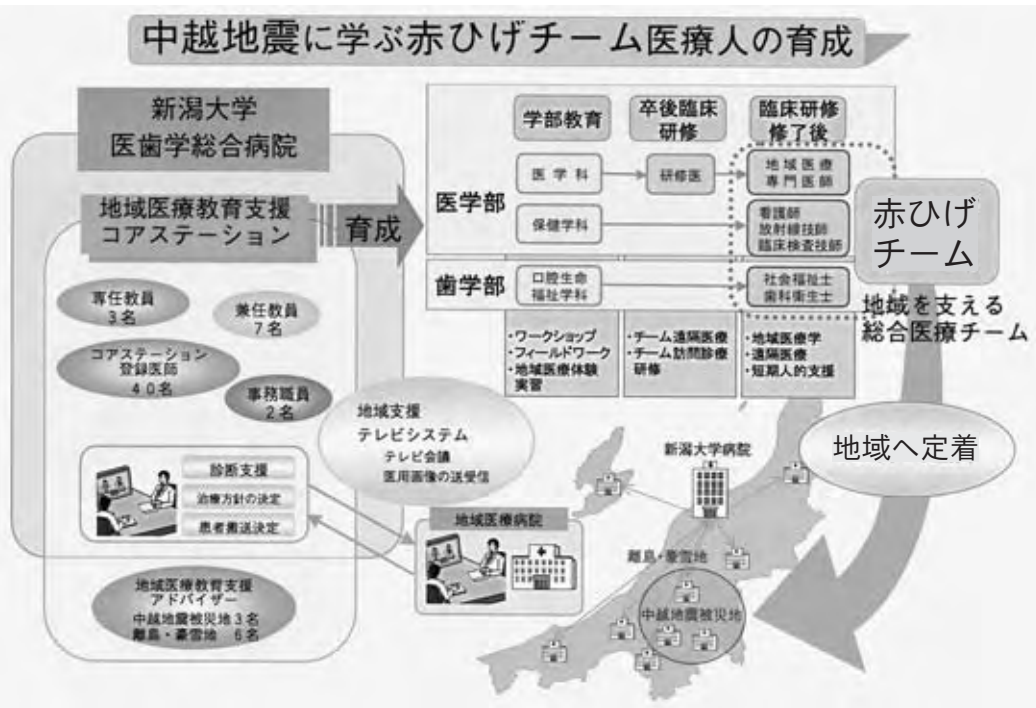 中越地震に学ぶ赤ひげチーム医療人の育成
新潟大学
医歯学総合病院
地域医療教育支援
コアステーション
育成
専任教員
3名
兼任教員
7名
コアステーション
登録医師
40名
事務職員
2名
診断支援
治療方針の決定
患者搬送決定
地域医療教育支援
アドバイザー
中越地震被災地3名
離島・豪雪地 6名
学部教育
卒後臨床
研修
臨床研修
修了後
医学部
医学科
研修医
地域医療
専門医師
保健学科
看護師
放射線技師
臨床検査技師
歯学部
口腔生命
福祉学科
社会福祉士
歯科衛生士
・ワークショップ
・フィールドワーク
・地域医療体験
実習
・チーム遠隔医療
・チーム訪問診療
研修
・地域医療学
・遠隔医療
・短期人的支援
赤ひげ
チーム
地域を支える
総合医療チーム
地域へ定着
地域支援
テレビシステム
テレビ会議
医用画像の送受信
地域医療病院
新潟大学病院
離島・豪雪地
中越地震被災地